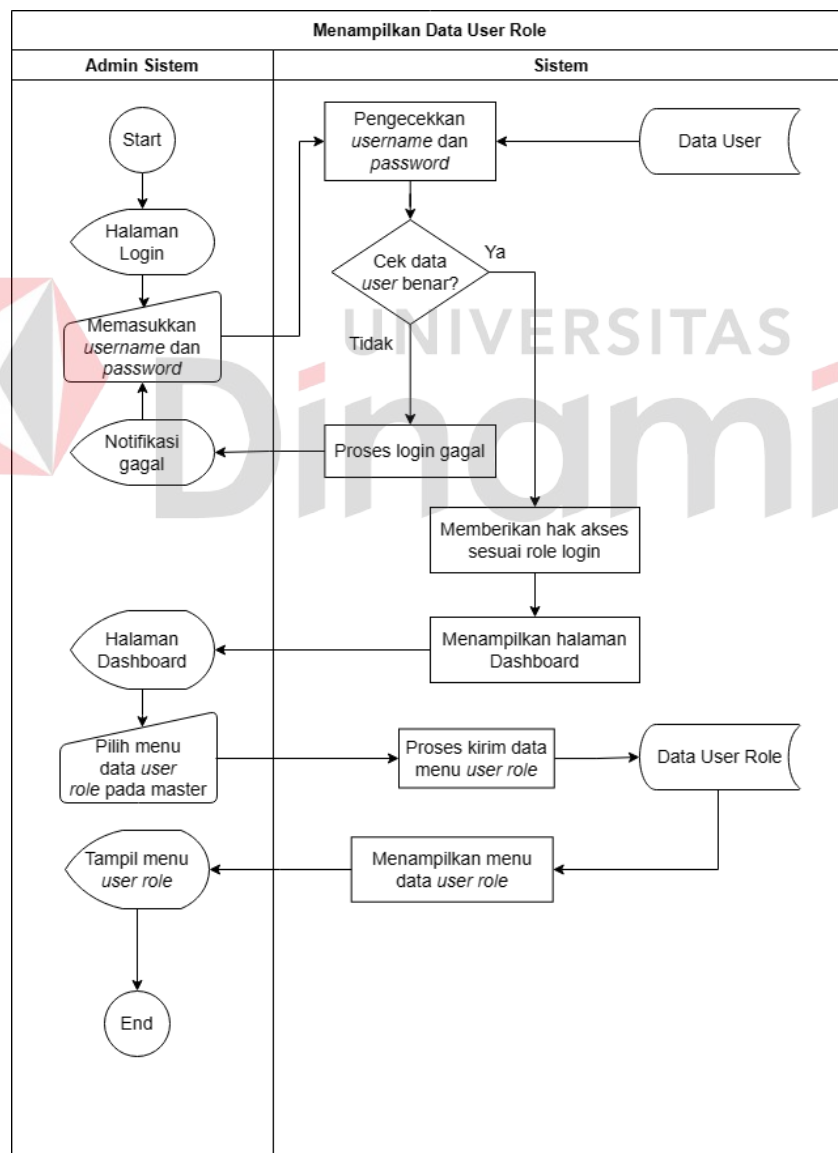 Menampilkan Data User Role
Admin Sistem
Sistem
Start
Pengecekkan
username dan
password
Data User
Halaman
Login
Cek data
user benar?
Ya
Tidak
Memasukkan
username dan
password
UNIVERSITAS
Dinami
Notifikasi
gagal
Proses login gagal
Memberikan hak akses
sesuai role login
Halaman
Dashboard
Menampilkan halaman
Dashboard
Pilih menu
data user
role pada master
Proses kirim data
menu user role
Data User Role
Tampil menu
user role
Menampilkan menu
data user role
End